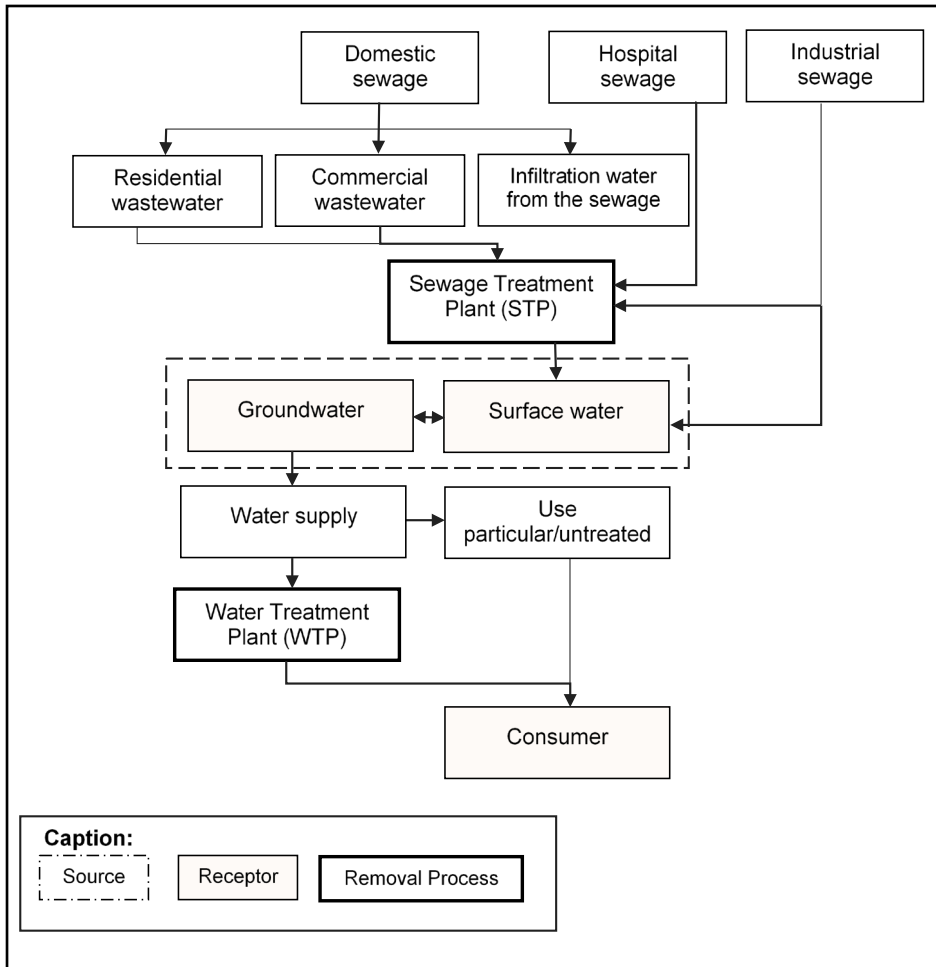 Domestic
sewage
Hospital
sewage
Industrial
sewage
Residential
wastewater
Commercial
wastewater
Infiltration water
from the sewage
Sewage Treatment
Plant (STP)
Groundwater
Surface water
Water supply
Use
particular/untreated
Water Treatment
Plant (WTP)
Consumer
Caption:
Source
Receptor
Removal Process